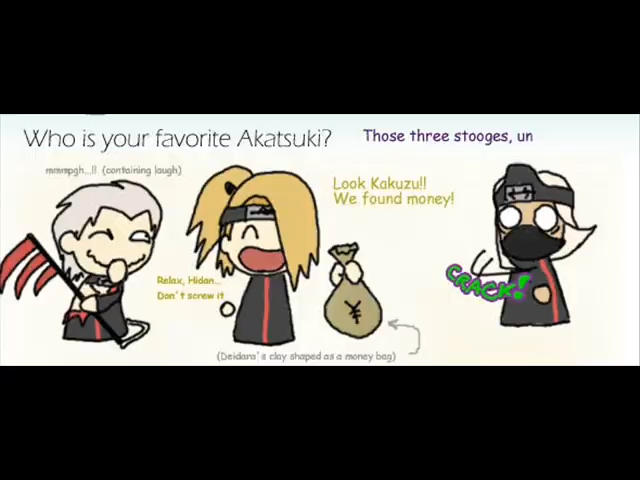 Who is your favorite Akatsuki?
Those three stooges, un
mmmpgh...!! (containing laugh)
Look Kakuzu!!
We found money!
Relax, Hidan...
Don't screw it
¥
CRACK!
(Deidara's clay shaped as a money bag)